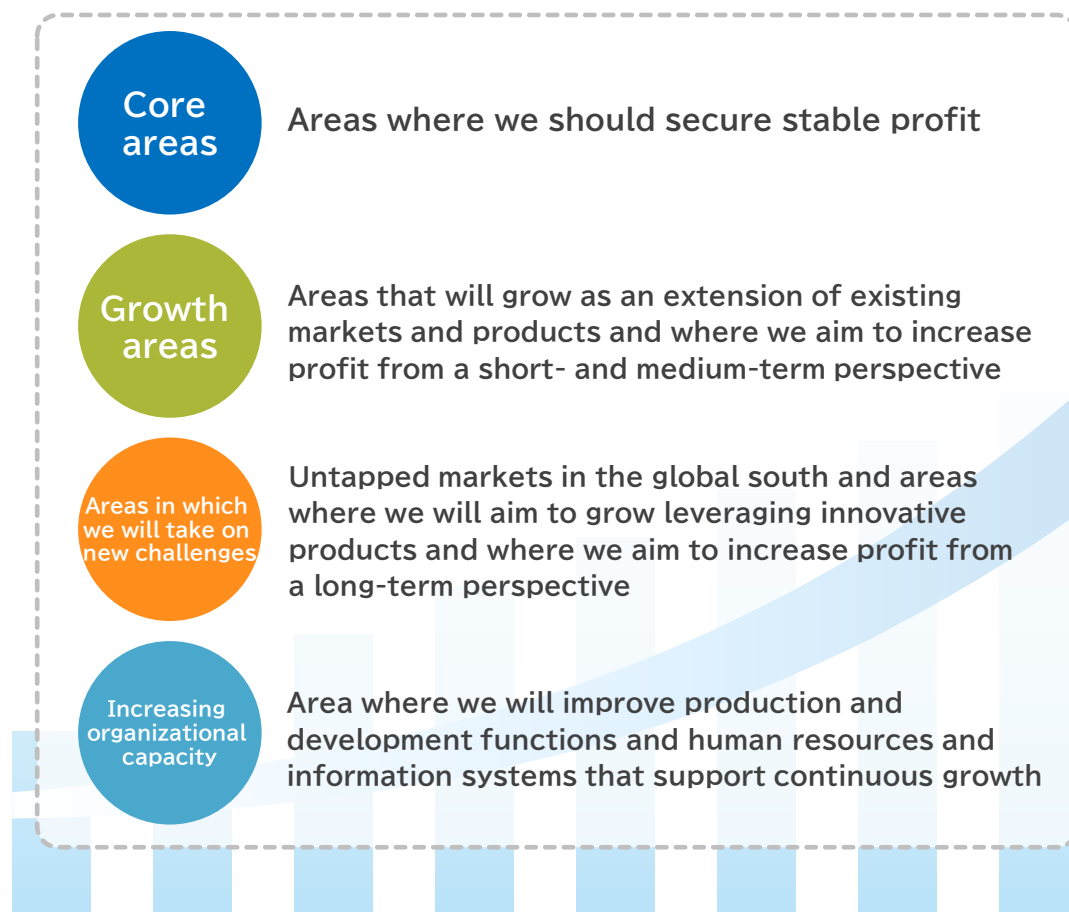 Core
areas
Areas where we should secure stable profit
Growth
areas
Areas that will grow as an extension of existing
markets and products and where we aim to increase
profit from a short- and medium-term perspective
Areas in which
we will take on
new challenges
Untapped markets in the global south and areas
where we will aim to grow leveraging innovative
products and where we aim to increase profit from
a long-term perspective
Increasing
organizational
capacity
Area where we will improve production and
development functions and human resources and
information systems that support continuous growth